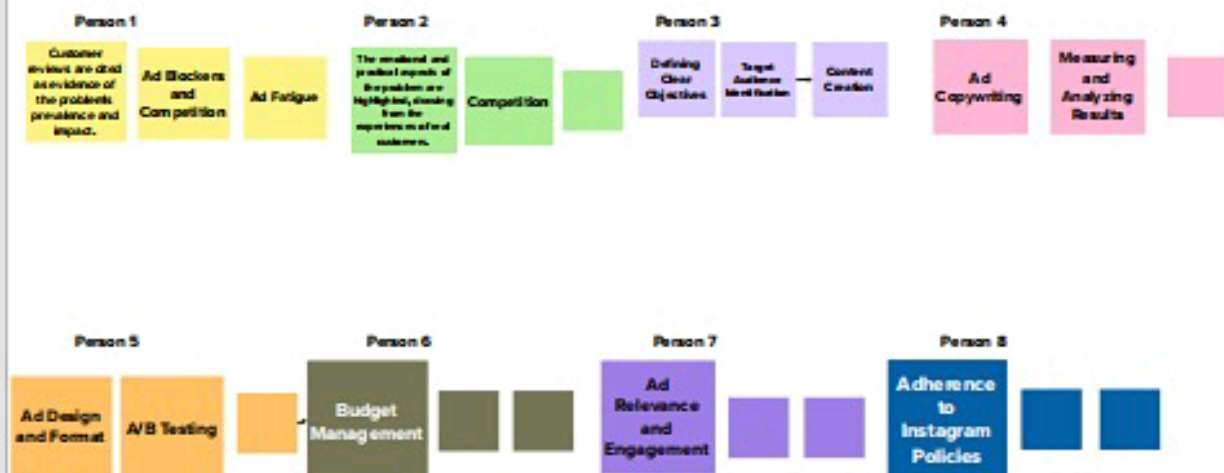 Person 1
Person 2
Person 3
Person 4
Customer
reviews are cited
as evidence of
the problem's
prevalence and
impact.
Ad Blockers
and
Competition
Ad Fatigue
The emotional and
practical aspects of
the problem are
highlighted, drawing
from the
experiences of real
customers.
Competition
Defining
Clear
Objectives
Target
Audience
Identification
Content
Creation
Ad
Copywriting
Measuring
and
Analyzing
Results
Person 5
Person 6
Person 7
Person 8
Ad Design
and Format
A/B Testing
Budget
Management
Ad
Relevance
and
Engagement
Adherence
to
Instagram
Policies